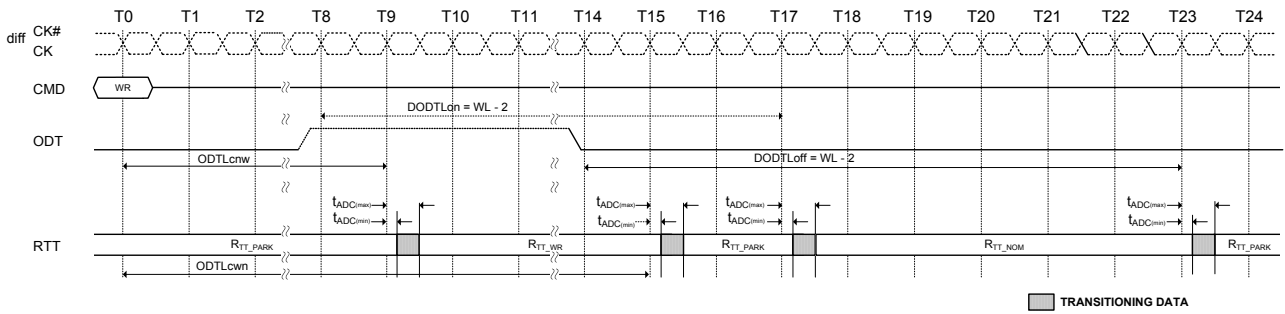 T0 T1 T2 T8 T9 T10 T11 T14 T15 T16 T17 T18 T19 T20 T21 T22 T23 T24
diff CK#
CK
CMD WR
DODTLon = WL - 2
ODT
ODTLcnw DODTLoff = WL - 2
tADC(max) tADC(max) tADC(max) tADC(max)
tADC(min) tADC(min) tADC(min) tADC(min)
RTT RTT_PARK RTT_WR RTT_PARK RTT_NOM RTT_PARK
ODTLcwn
TRANSITIONING DATA